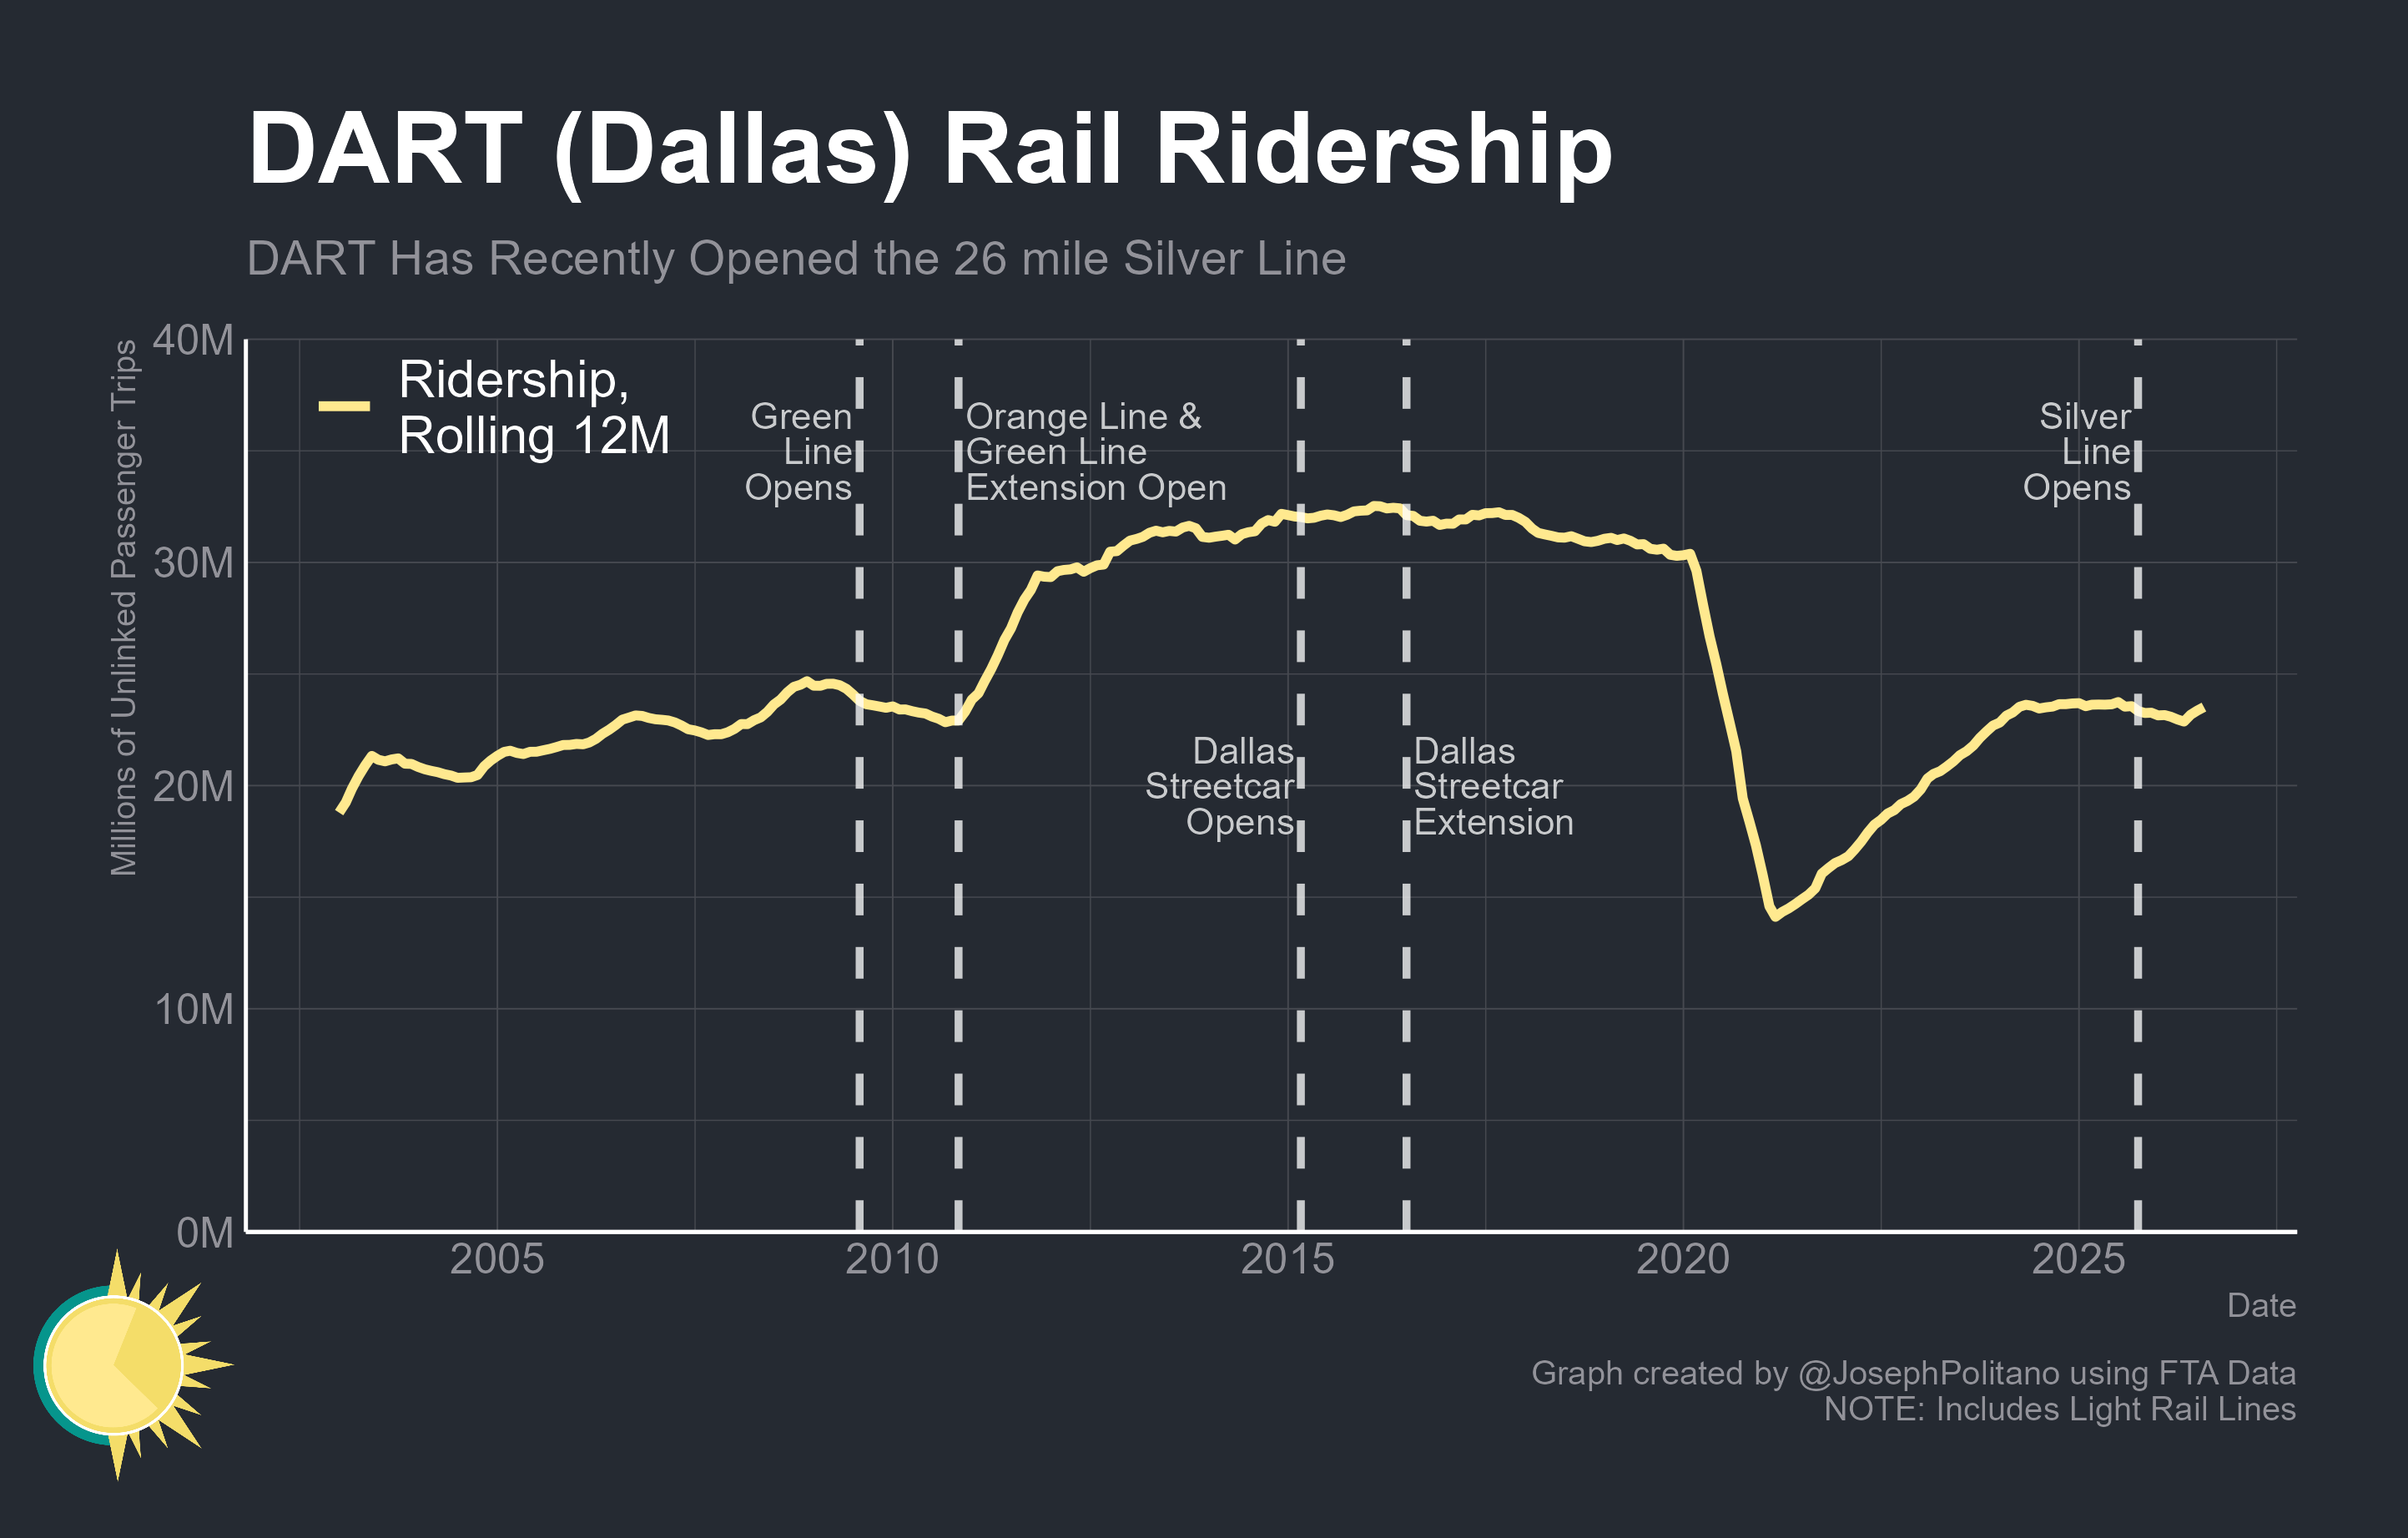 DART (Dallas) Rail Ridership
DART Has Recently Opened the 26 mile Silver Line
Millions of Unlinked Passenger Trips
40M
30M
20M
10M
0M
Ridership,
Rolling 12M
Green
Line
Opens
Orange Line &
Green Line
Extension Open
Silver
Line
Opens
Dallas
Streetcar
Opens
Dallas
Streetcar
Extension
2005
2010
2015
2020
2025
Date
Graph created by @JosephPolitano using FTA Data
NOTE: Includes Light Rail Lines